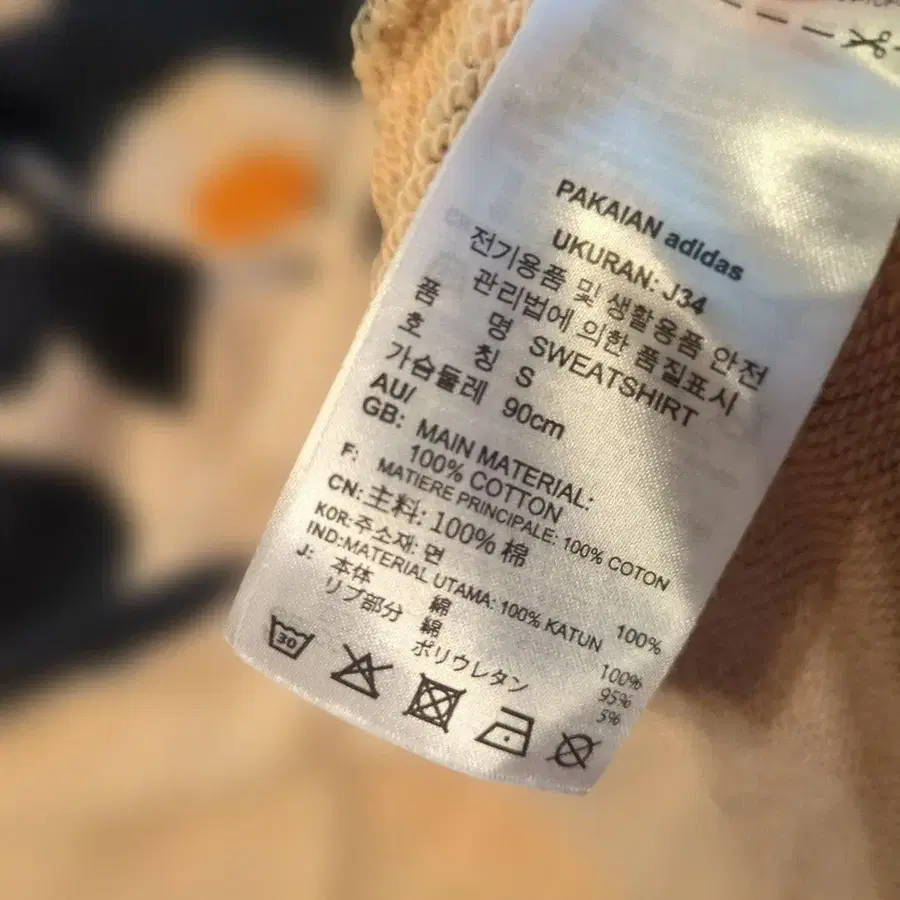 PAKAIAN adidas
UKURAN: J34
전기용품 및 생활용품 안전
관리법에 의한 품질표시
품 명 SWEATSHIRT
호 칭 S
가슴둘레 90cm
AU/
GB: MAIN MATERIAL:
100% COTTON
F: MATIERE PRINCIPALE: 100% COTON
CN: 主料: 100% 棉
KOR: 주소재: 면 100%
IND: MATERIAL UTAMA: 100% KATUN
J: 本体 綿 100%
リブ部分 綿 95%
ポリウレタン 5%
30